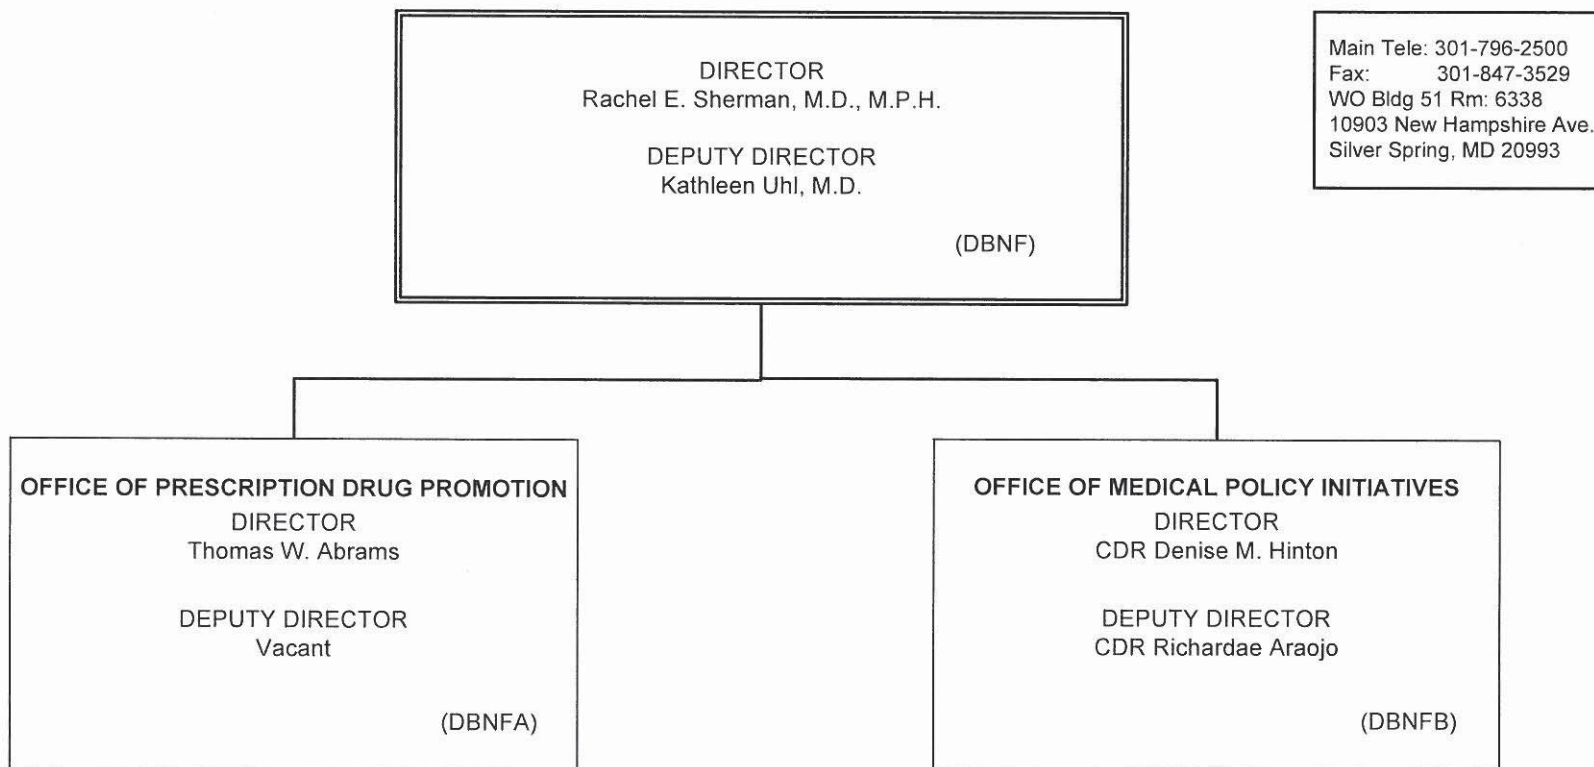 DIRECTOR
Rachel E. Sherman, M.D., M.P.H.
DEPUTY DIRECTOR
Kathleen Uhl, M.D.
(DBNF)
Main Tele: 301-796-2500
Fax: 301-847-3529
WO Bldg 51 Rm: 6338
10903 New Hampshire Ave.
Silver Spring, MD 20993
OFFICE OF PRESCRIPTION DRUG PROMOTION
DIRECTOR
Thomas W. Abrams
DEPUTY DIRECTOR
Vacant
(DBNFA)
OFFICE OF MEDICAL POLICY INITIATIVES
DIRECTOR
CDR Denise M. Hinton
DEPUTY DIRECTOR
CDR Richardae Araojo
(DBNFB)